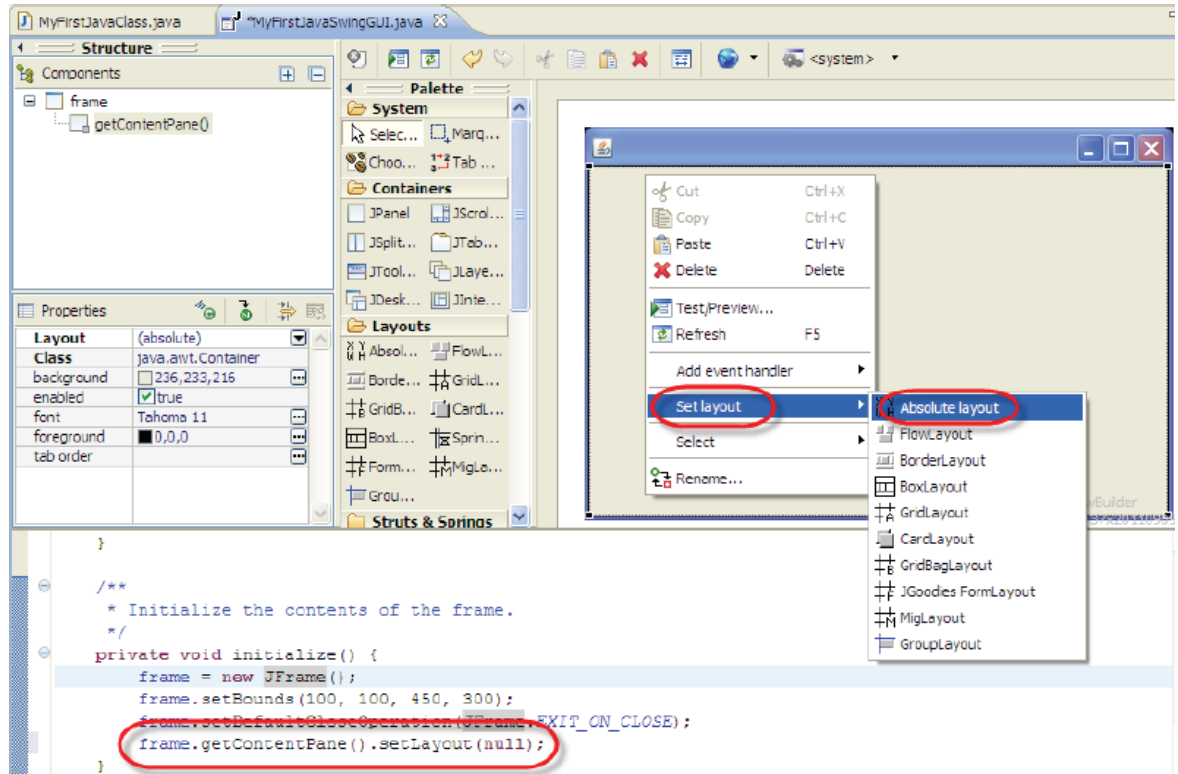 MyFirstJavaClass.java
*MyFirstJavaSwingGUI.java
Structure
Components
frame
getContentPane()
Properties
Layout (absolute)
Class java.awt.Container
background 236,233,216
enabled true
font Tahoma 11
foreground 0,0,0
tab order
<system>
Palette
System
Selec... Marq...
Choo... Tab ...
Containers
JPanel JScrol...
JSplit... JTab...
JTool... JLaye...
JDesk... JInte...
Layouts
Absol... FlowL...
Borde... GridL...
GridB... CardL...
BoxL... Sprin...
Form... MigLa...
Grou...
Struts & Springs
Cut Ctrl+X
Copy Ctrl+C
Paste Ctrl+V
Delete Delete
Test/Preview...
Refresh F5
Add event handler
Set layout
Select
Rename...
Absolute layout
FlowLayout
BorderLayout
BoxLayout
GridLayout
CardLayout
GridBagLayout
JGoodies FormLayout
MigLayout
GroupLayout
}
/**
* Initialize the contents of the frame.
*/
private void initialize() {
frame = new JFrame();
frame.setBounds(100, 100, 450, 300);
frame.setDefaultCloseOperation(JFrame.EXIT_ON_CLOSE);
frame.getContentPane().setLayout(null);
}